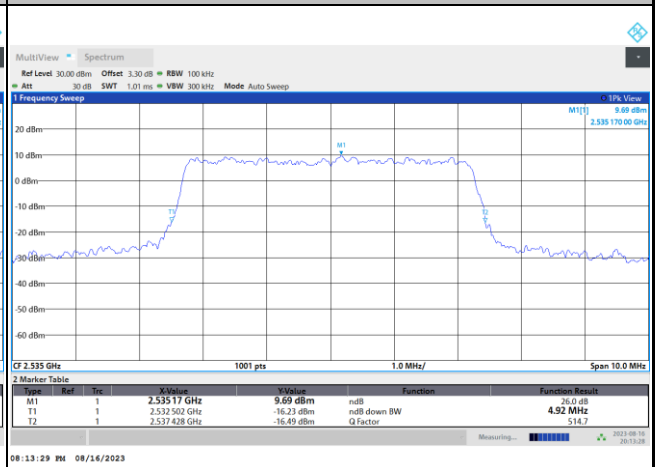 MultiView Spectrum
Ref Level 30.00 dBm Offset 3.30 dB RBW 100 kHz
Att 30 dB SWT 1.01 ms VBW 300 kHz Mode Auto Sweep
1 Frequency Sweep 1Pk View
M1[1] 9.69 dBm
2.535 170 00 GHz
20 dBm
M1
10 dBm
0 dBm
-10 dBm
T1 T2
-20 dBm
-30 dBm
-40 dBm
-50 dBm
-60 dBm
CF 2.535 GHz 1001 pts 1.0 MHz/ Span 10.0 MHz
2 Marker Table
Type Ref Trc X-Value Y-Value Function Function Result
M1 1 2.53517 GHz 9.69 dBm ndB 26.0 dB
T1 1 2.532 502 GHz -16.23 dBm ndB down BW 4.92 MHz
T2 1 2.537 428 GHz -16.49 dBm Q Factor 514.7
Measuring... 2023-08-16
20:13:28
08:13:29 PM 08/16/2023